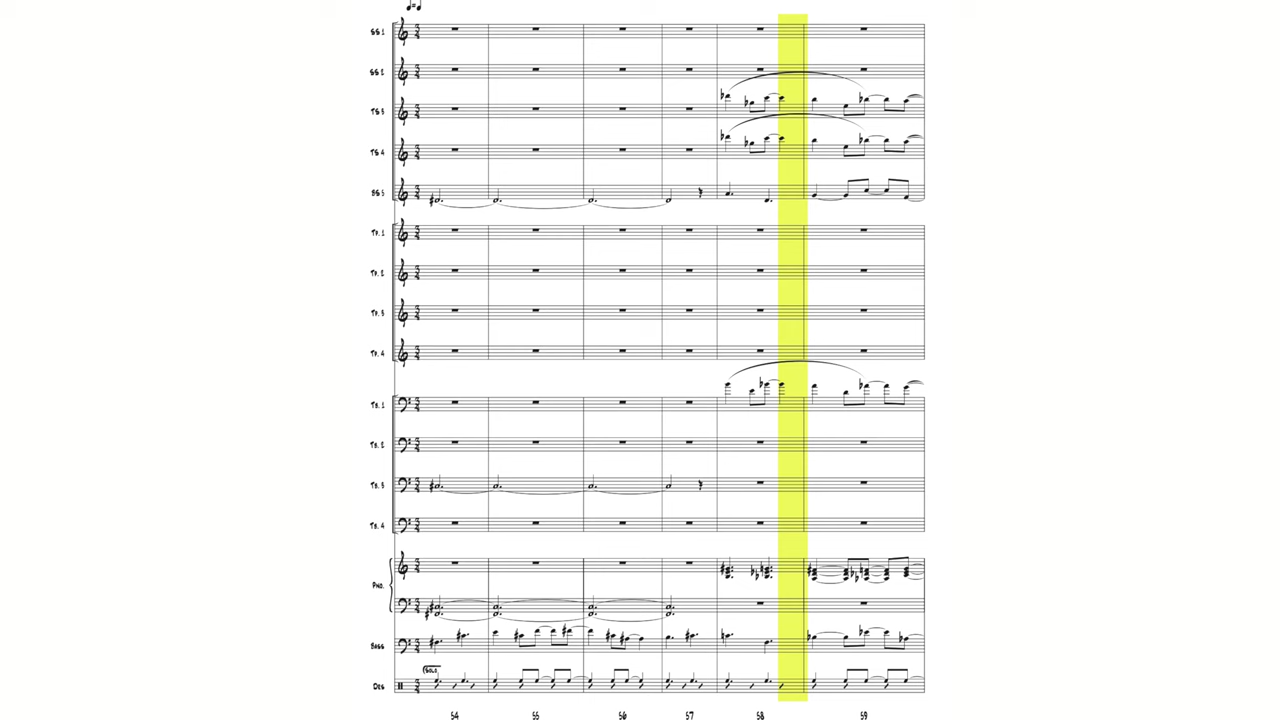 SS 1
SS 2
TS 3
TS 4
BS 5
TP. 1
TP. 2
TP. 3
TP. 4
TB. 1
TB. 2
TB. 3
TB. 4
PNO.
BASS
SOLO
DRS
54 55 56 57 58 59